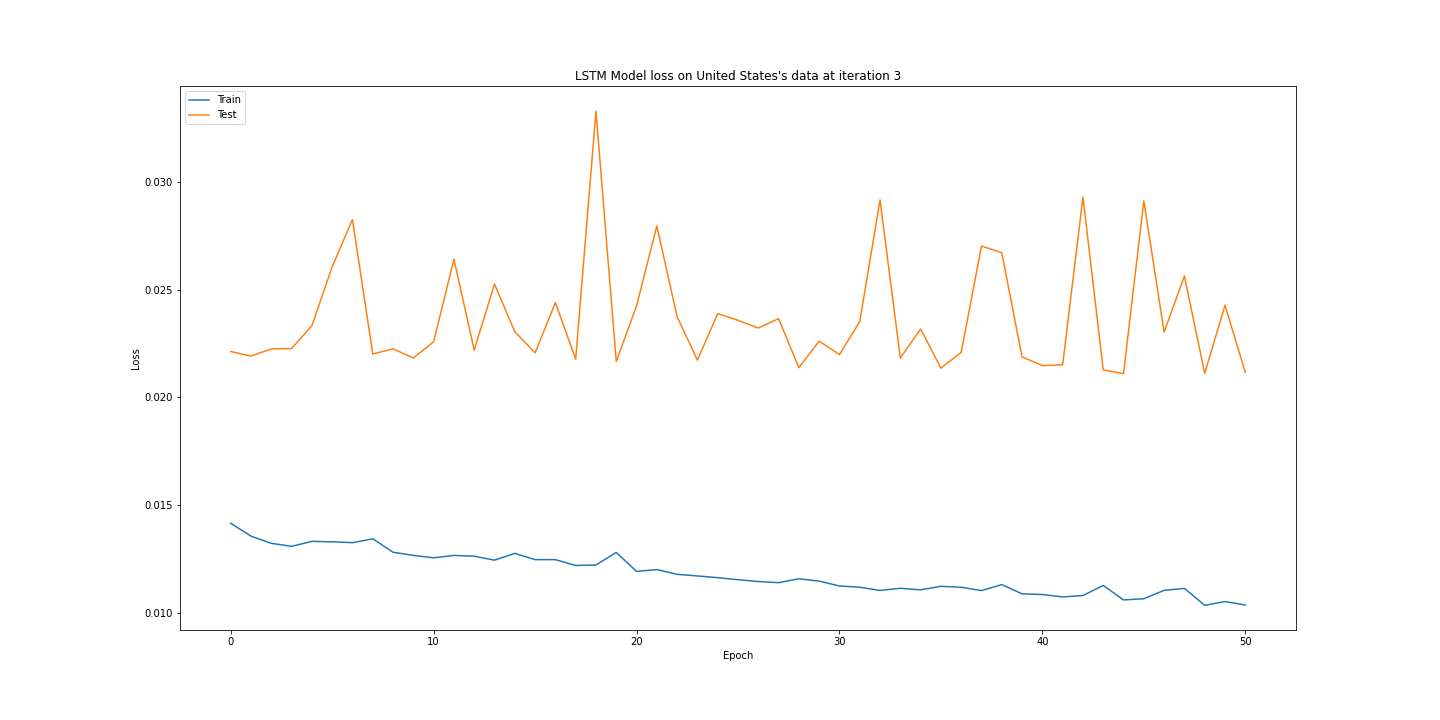 LSTM Model loss on United States's data at iteration 3
Train
Test
0.030
0.025
0.020
0.015
0.010
Loss
0 10 20 30 40 50
Epoch